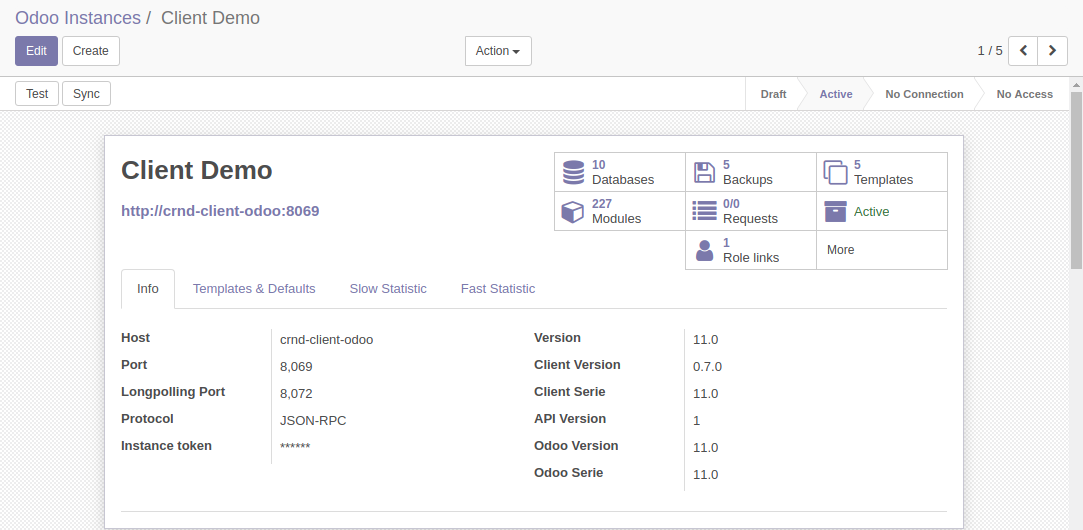 Odoo Instances / Client Demo
Edit Create Action 1 / 5
Test Sync Draft Active No Connection No Access
Client Demo
http://crnd-client-odoo:8069
10 Databases
5 Backups
5 Templates
227 Modules
0/0 Requests
Active
1 Role links
More
Info Templates & Defaults Slow Statistic Fast Statistic
Host crnd-client-odoo
Port 8,069
Longpolling Port 8,072
Protocol JSON-RPC
Instance token ******
Version 11.0
Client Version 0.7.0
Client Serie 11.0
API Version 1
Odoo Version 11.0
Odoo Serie 11.0